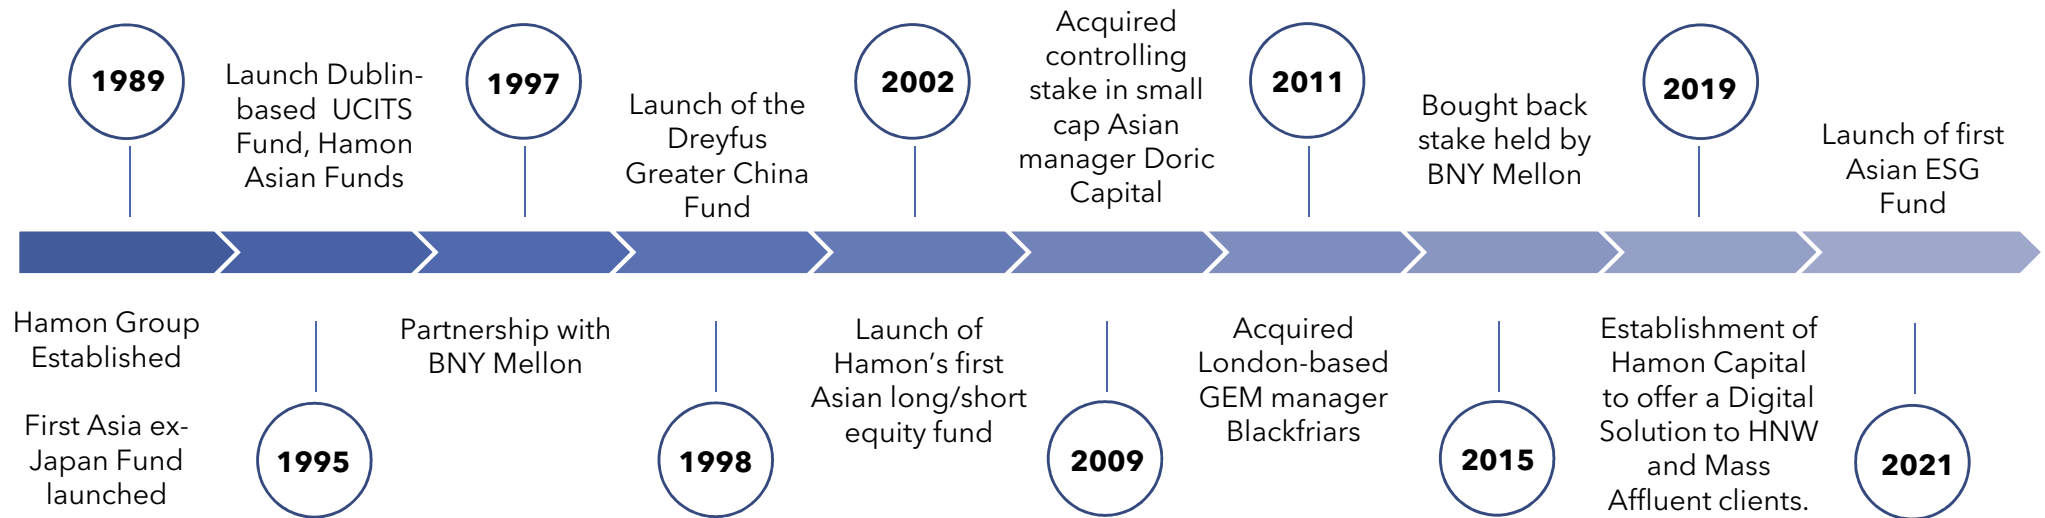 1989
Hamon Group
Established
First Asia ex-
Japan Fund
launched
Launch Dublin-
based  UCITS
Fund, Hamon
Asian Funds
1995
1997
Partnership with
BNY Mellon
Launch of the
Dreyfus
Greater China
Fund
1998
2002
Launch of
Hamon’s first
Asian long/short
equity fund
Acquired
controlling
stake in small
cap Asian
manager Doric
Capital
2009
2011
Acquired
London-based
GEM manager
Blackfriars
Bought back
stake held by
BNY Mellon
2015
2019
Establishment of
Hamon Capital
to offer a Digital
Solution to HNW
and Mass
Affluent clients.
Launch of first
Asian ESG
Fund
2021